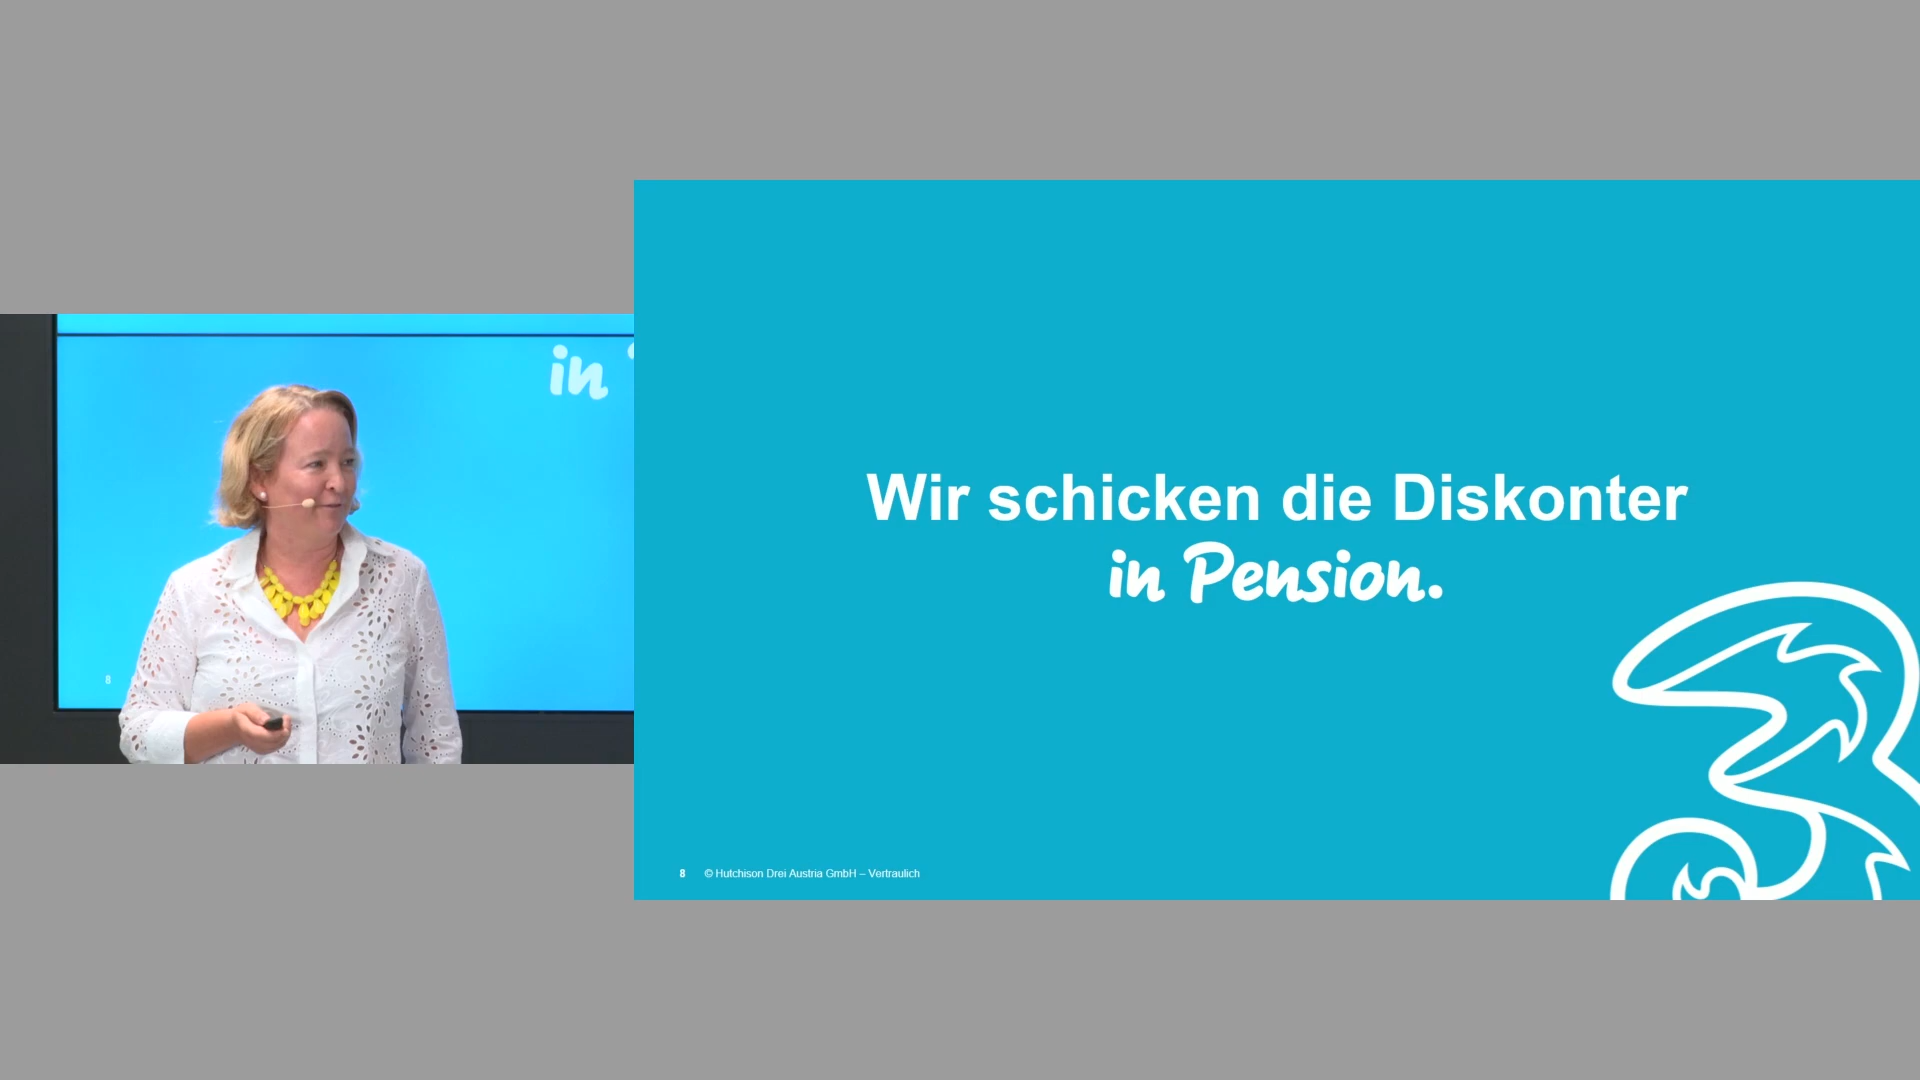 in
8
Wir schicken die Diskonter
in Pension.
8 © Hutchison Drei Austria GmbH – Vertraulich